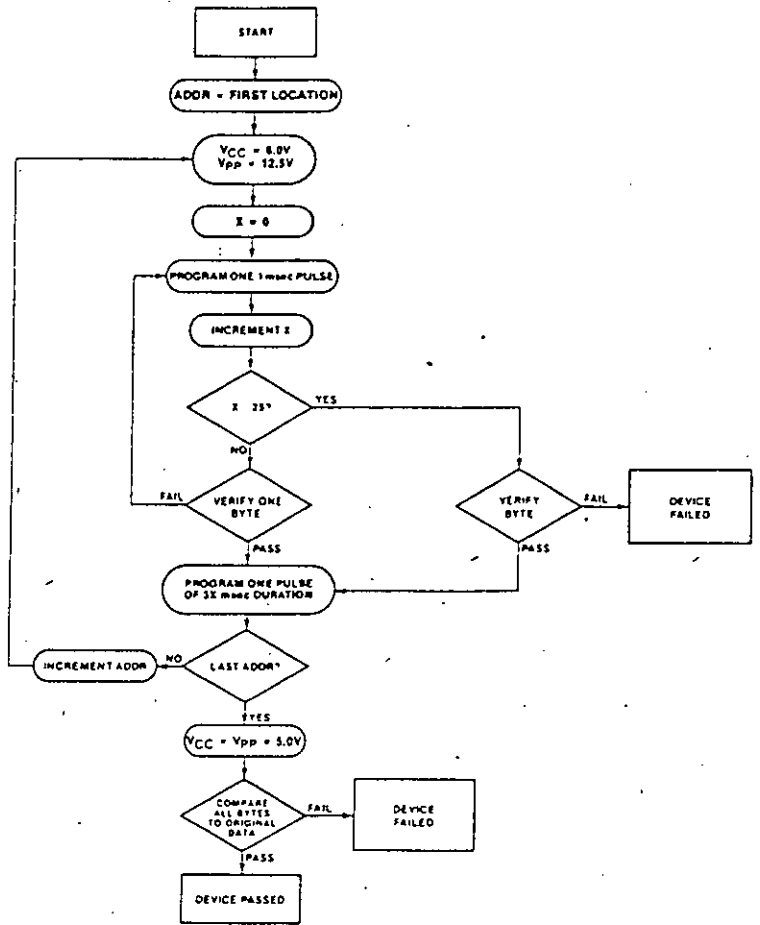 START
ADDR = FIRST LOCATION
VCC = 6.0V
VPP = 12.5V
X = 0
PROGRAM ONE 1 msec PULSE
INCREMENT X
X 25?
YES
NO
FAIL
VERIFY ONE
BYTE
VERIFY
BYTE
FAIL
DEVICE
FAILED
PASS
PASS
PROGRAM ONE PULSE
OF 3X msec DURATION
INCREMENT ADDR
NO
LAST ADDR?
YES
VCC = VPP = 5.0V
COMPARE
ALL BYTES
TO ORIGINAL
DATA
FAIL
DEVICE
FAILED
PASS
DEVICE PASSED